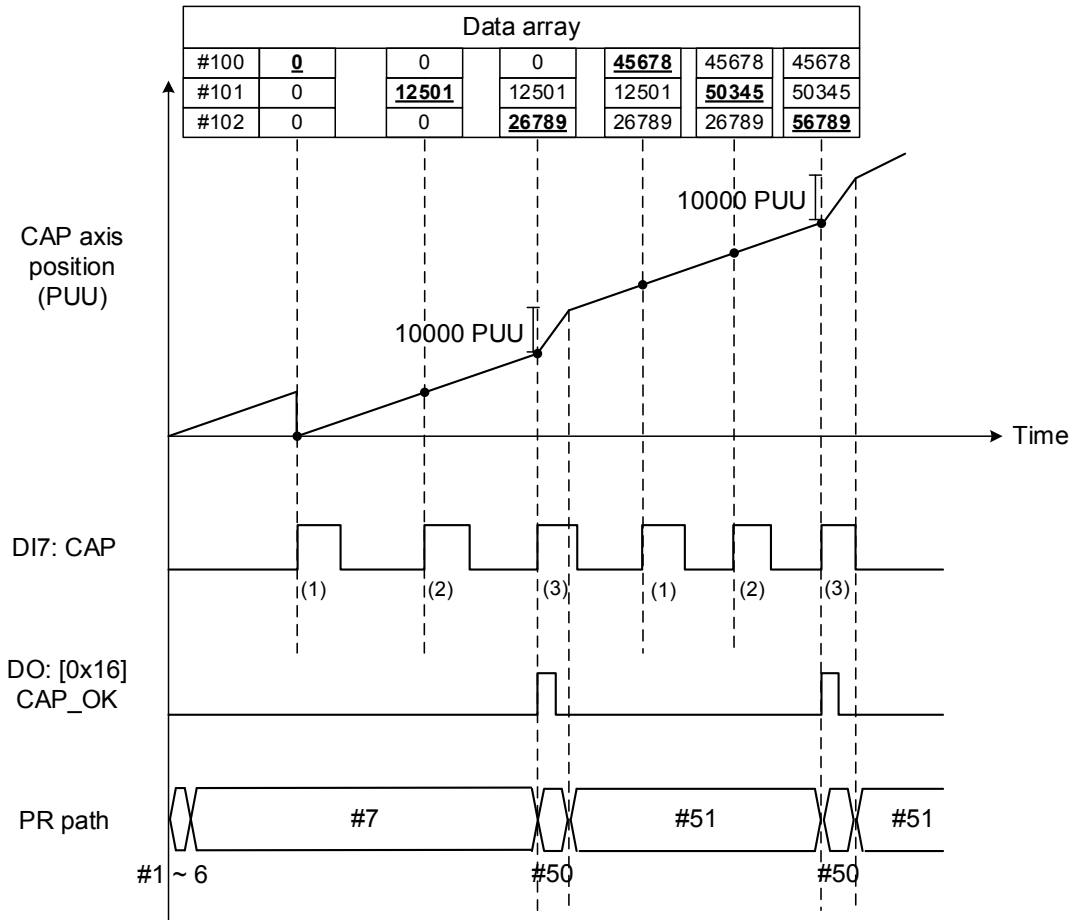 Data array
#100 0 0 0 45678 45678 45678
#101 0 12501 12501 12501 50345 50345
#102 0 0 26789 26789 26789 56789
10000 PUU
CAP axis
position
(PUU)
10000 PUU
Time
DI7: CAP
(1) (2) (3) (1) (2) (3)
DO: [0x16]
CAP_OK
PR path
#7 #51 #51
#1 ~ 6 #50 #50